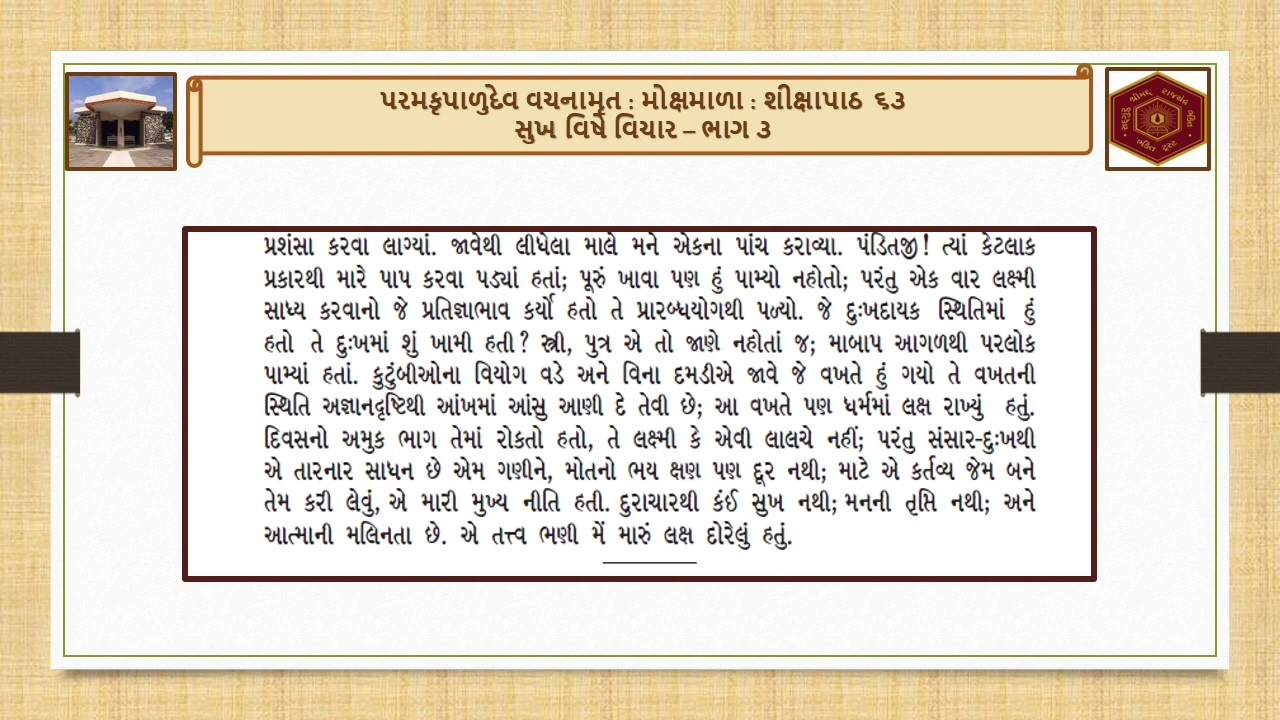 પરમકૃપાળુદેવ વચનામૃત : મોક્ષમાળા : શીક્ષાપાઠ ૬૩
સુખ વિષે વિચાર – ભાગ ૩
પ્રશંસા કરવા લાગ્યાં. જાવેથી લીધેલા માલે મને એકના પાંચ કરાવ્યા. પંડિતજી! ત્યાં કેટલાક
પ્રકારથી મારે પાપ કરવા પડ્યાં હતાં; પૂરું ખાવા પણ હું પામ્યો નહોતો; પરંતુ એક વાર લક્ષ્મી
સાધ્ય કરવાનો જે પ્રતિજ્ઞાભાવ કર્યો હતો તે પ્રારબ્ધયોગથી પળ્યો. જે દુઃખદાયક સ્થિતિમાં હું
હતો તે દુઃખમાં શું ખામી હતી? સ્ત્રી, પુત્ર એ તો જાણે નહોતાં જ; માબાપ આગળથી પરલોક
પામ્યાં હતાં. કુટુંબીઓના વિયોગ વડે અને વિના દમડીએ જાવે જે વખતે હું ગયો તે વખતની
સ્થિતિ અજ્ઞાનદૃષ્ટિથી આંખમાં આંસુ આણી દે તેવી છે; આ વખતે પણ ધર્મમાં લક્ષ રાખ્યું હતું.
દિવસનો અમુક ભાગ તેમાં રોકતો હતો, તે લક્ષ્મી કે એવી લાલચે નહીં; પરંતુ સંસાર-દુઃખથી
એ તારનાર સાધન છે એમ ગણીને, મોતનો ભય ક્ષણ પણ દૂર નથી; માટે એ કર્તવ્ય જેમ બને
તેમ કરી લેવું, એ મારી મુખ્ય નીતિ હતી. દુરાચારથી કંઈ સુખ નથી; મનની તૃપ્તિ નથી; અને
આત્માની મલિનતા છે. એ તત્ત્વ ભણી મેં મારું લક્ષ દોરેલું હતું.